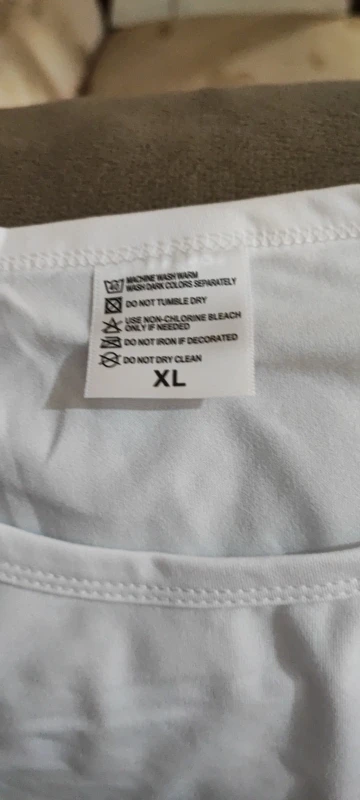 40 MACHINE WASH WARM
WASH DARK COLORS SEPARATELY
DO NOT TUMBLE DRY
USE NON-CHLORINE BLEACH
ONLY IF NEEDED
DO NOT IRON IF DECORATED
DO NOT DRY CLEAN
XL